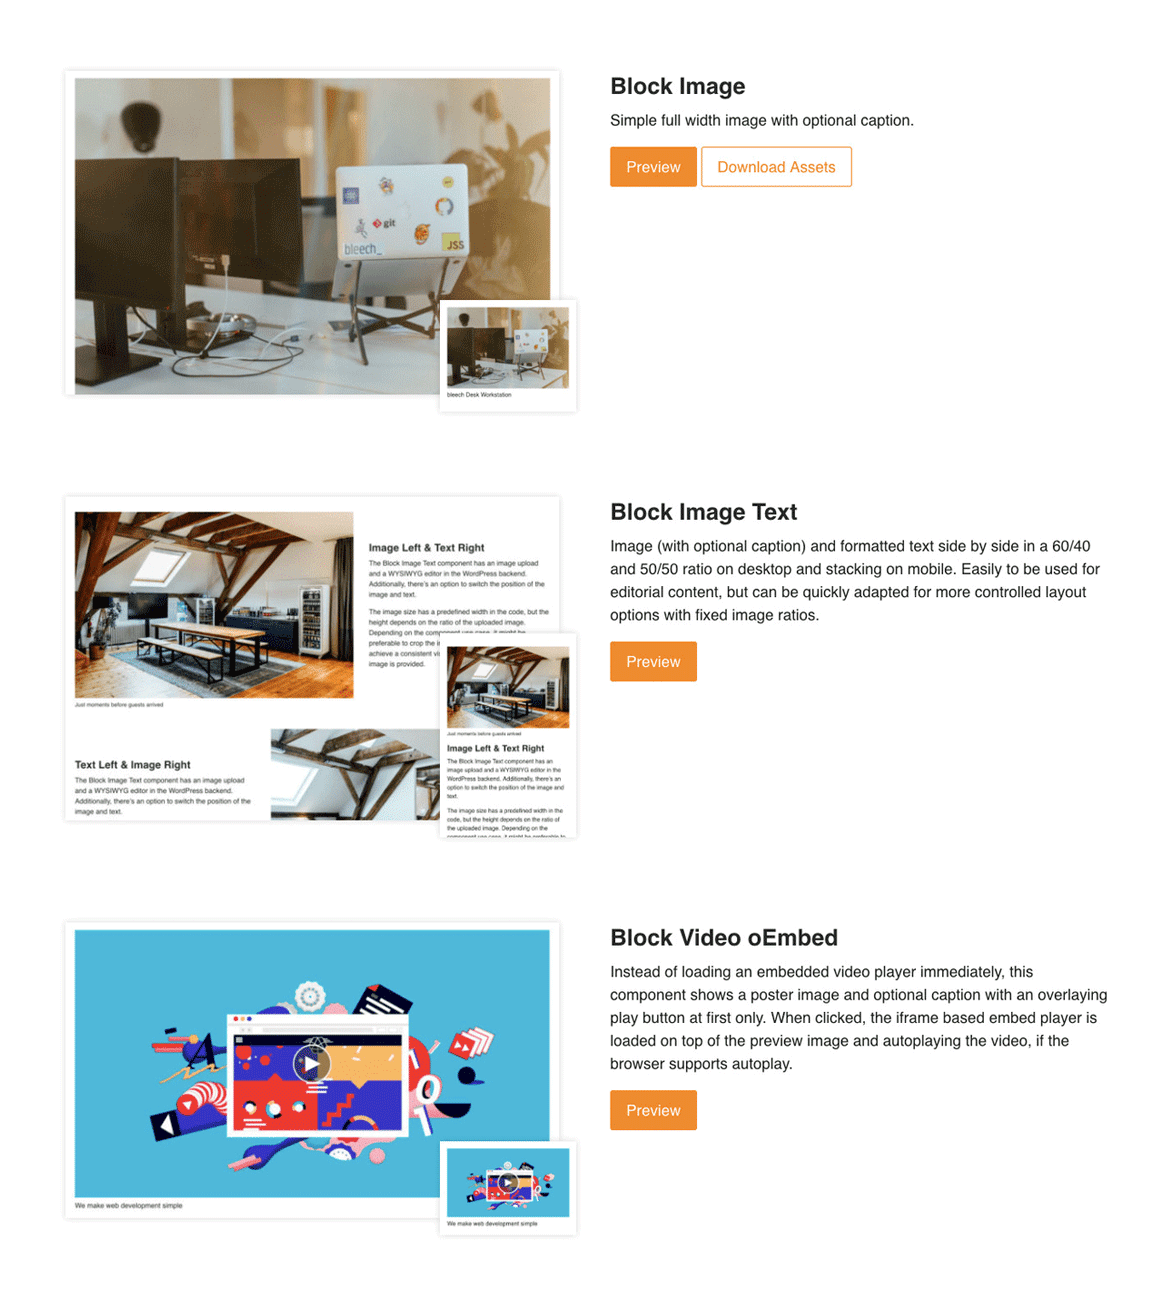 git
bleech_
JSS
bleech Desk Workstation
Block Image
Simple full width image with optional caption.
Preview
Download Assets
Image Left & Text Right
The Block Image Text component has an image upload
and a WYSIWYG editor in the WordPress backend.
Additionally, there's an option to switch the position of the
image and text.
The image size has a predefined width in the code, but the
height depends on the ratio of the uploaded image.
Depending on the component use case, it might be
preferable to crop the
achieve a consistent
image is provided.
Just moments before guests arrived
Text Left & Image Right
The Block Image Text component has an image upload
and a WYSIWYG editor in the WordPress backend.
Additionally, there's an option to switch the position of the
image and text.
Just moments before guests arrived
Image Left & Text Right
The Block Image Text component has an
image upload and a WYSIWYG editor in the
WordPress backend. Additionally, there's an
option to switch the position of the image and
text.
The image size has a predefined width in the
code, but the height depends on the ratio of
the uploaded image. Depending on the
component use case, it might be preferable to
Block Image Text
Image (with optional caption) and formatted text side by side in a 60/40
and 50/50 ratio on desktop and stacking on mobile. Easily to be used for
editorial content, but can be quickly adapted for more controlled layout
options with fixed image ratios.
Preview
We make web development simple
We make web development simple
Block Video oEmbed
Instead of loading an embedded video player immediately, this
component shows a poster image and optional caption with an overlaying
play button at first only. When clicked, the iframe based embed player is
loaded on top of the preview image and autoplaying the video, if the
browser supports autoplay.
Preview